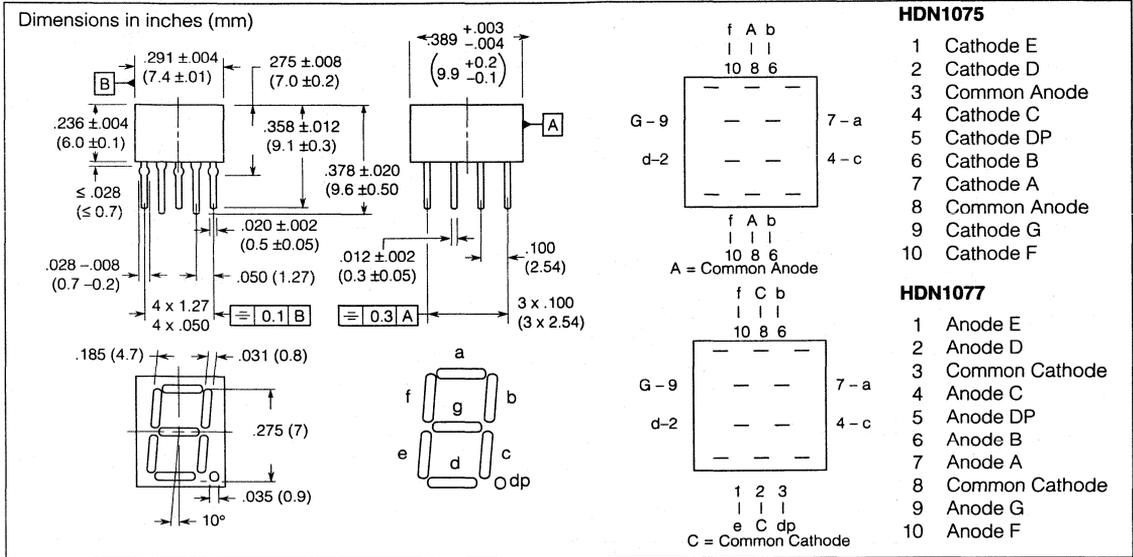 Dimensions in inches (mm)
.291 ±.004
(7.4 ±.01)
B
.275 ±.008
(7.0 ±0.2)
.236 ±.004
(6.0 ±0.1)
.358 ±.012
(9.1 ±0.3)
.378 ±.020
(9.6 ±0.50
≤ .028
(≤ 0.7)
.020 ±.002
(0.5 ±0.05)
.028 -.008
(0.7 -0.2)
.050 (1.27)
4 x 1.27
4 x .050
0.1 B
.389 +.003 -.004
(9.9 +0.2 -0.1)
A
.012 ±.002
(0.3 ±0.05)
.100
(2.54)
0.3 A
3 x .100
(3 x 2.54)
.185 (4.7)
.031 (0.8)
.275 (7)
.035 (0.9)
10°
a
f
b
g
e
d
c
dp
f A b
10 8 6
G – 9
7 – a
d–2
4 – c
f A b
10 8 6
A = Common Anode
f C b
10 8 6
G – 9
7 – a
d–2
4 – c
1 2 3
e C dp
C = Common Cathode
HDN1075
1 Cathode E
2 Cathode D
3 Common Anode
4 Cathode C
5 Cathode DP
6 Cathode B
7 Cathode A
8 Common Anode
9 Cathode G
10 Cathode F
HDN1077
1 Anode E
2 Anode D
3 Common Cathode
4 Anode C
5 Anode DP
6 Anode B
7 Anode A
8 Common Cathode
9 Anode G
10 Anode F